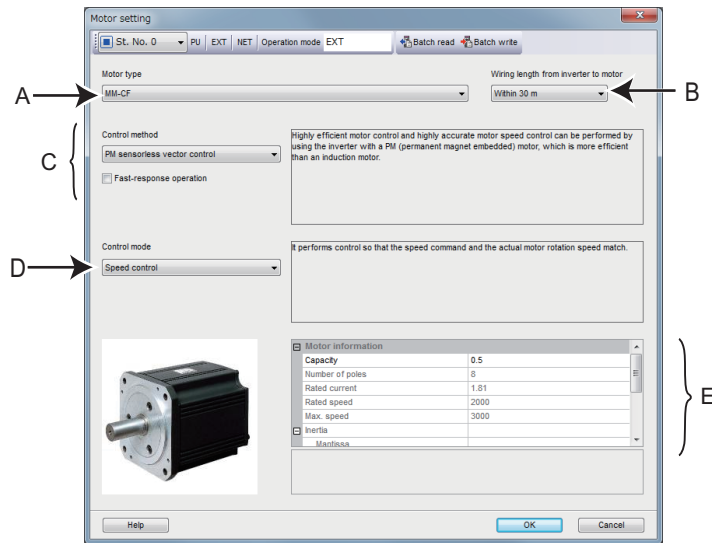 Motor setting
St. No. 0 PU EXT NET Operation mode EXT Batch read Batch write
Motor type Wiring length from inverter to motor
A MM-CF Within 30 m B
Control method
C PM sensorless vector control
Highly efficient motor control and highly accurate motor speed control can be performed by
using the inverter with a PM (permanent magnet embedded) motor, which is more efficient
than an induction motor.
Fast-response operation
Control mode
D Speed control
It performs control so that the speed command and the actual motor rotation speed match.
Motor information
Capacity 0.5
Number of poles 8
Rated current 1.81
Rated speed 2000
Max. speed 3000
Inertia
Mantissa
E
Help OK Cancel